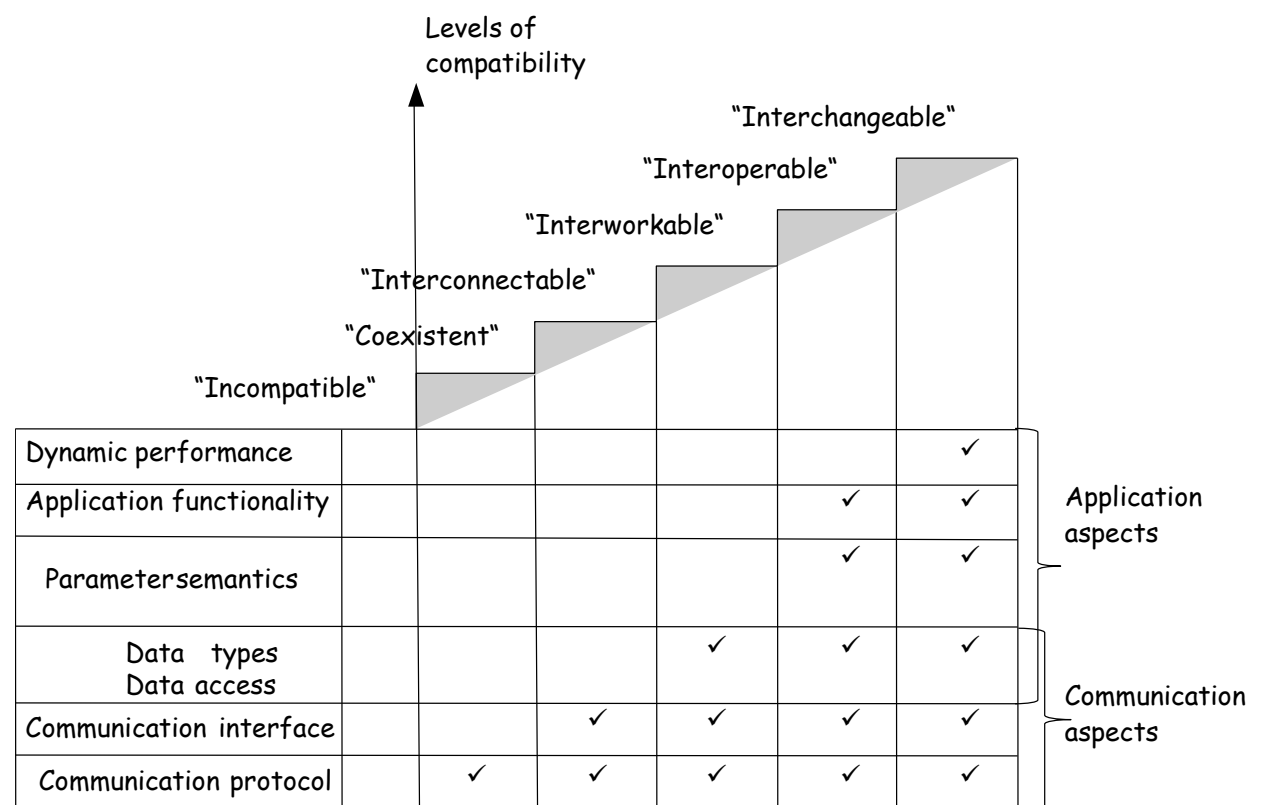 Levels of
compatibility
“Interchangeable“
“Interoperable“
“Interworkable“
“Interconnectable“
“Coexistent“
“Incompatible“
Dynamic performance ✓
Application functionality ✓ ✓
Application
aspects
Parametersemantics ✓ ✓
Data types ✓ ✓ ✓
Data access
Communication
aspects
Communication interface ✓ ✓ ✓ ✓
Communication protocol ✓ ✓ ✓ ✓ ✓